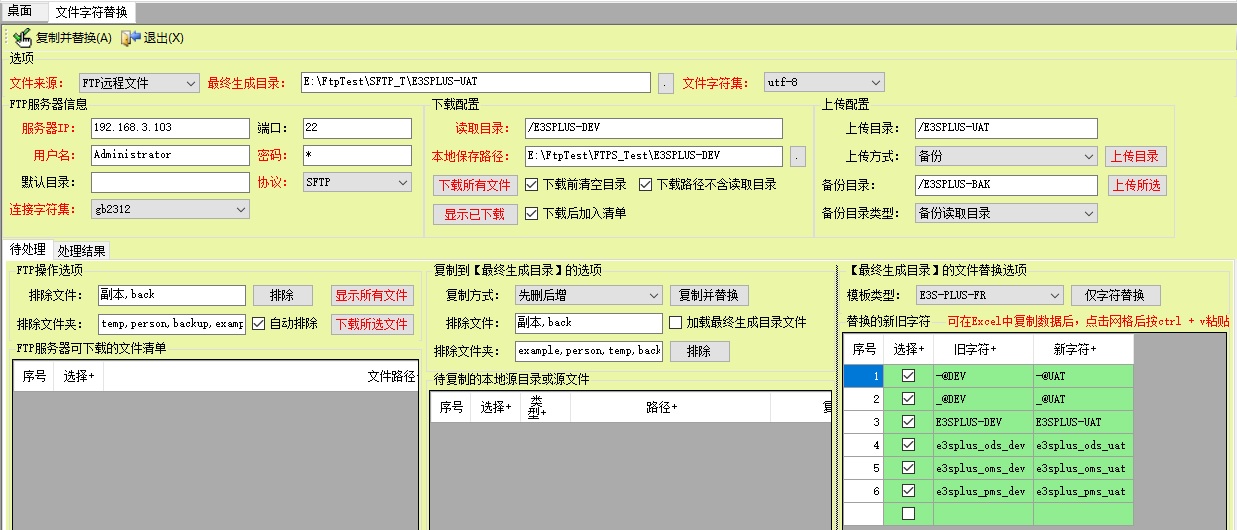 桌面 文件字符替换
复制并替换(A) 退出(X)
选项
文件来源: FTP远程文件 最终生成目录: E:\FtpTest\SFTP_T\E3SPLUS-UAT . 文件字符集: utf-8
FTP服务器信息
服务器IP: 192.168.3.103 端口: 22
用户名: Administrator 密码: *
默认目录: 协议: SFTP
连接字符集: gb2312
下载配置
读取目录: /E3SPLUS-DEV
本地保存路径: E:\FtpTest\FTPS_Test\E3SPLUS-DEV .
下载所有文件 下载前清空目录 下载路径不含读取目录
显示已下载 下载后加入清单
上传配置
上传目录: /E3SPLUS-UAT
上传方式: 备份 上传目录
备份目录: /E3SPLUS-BAK 上传所选
备份目录类型: 备份读取目录
待处理 处理结果
FTP操作选项
排除文件: 副本,back 排除 显示所有文件
排除文件夹: temp,person,backup,examp 自动排除 下载所选文件
FTP服务器可下载的文件清单
序号 选择+ 文件路径+
复制到【最终生成目录】的选项
复制方式: 先删后增 复制并替换
排除文件: 副本,back 加载最终生成目录文件
排除文件夹: example,person,temp,back 排除
待复制的本地源目录或源文件
序号 选择+ 类型+ 路径+
【最终生成目录】的文件替换选项
模板类型: E3S-PLUS-FR 仅字符替换
替换的新旧字符 可在Excel中复制数据后，点击网格后按ctrl + v粘贴
序号 选择+ 旧字符+ 新字符+
1 -@DEV -@UAT
2 _@DEV _@UAT
3 E3SPLUS-DEV E3SPLUS-UAT
4 e3splus_ods_dev e3splus_ods_uat
5 e3splus_oms_dev e3splus_oms_uat
6 e3splus_pms_dev e3splus_pms_uat